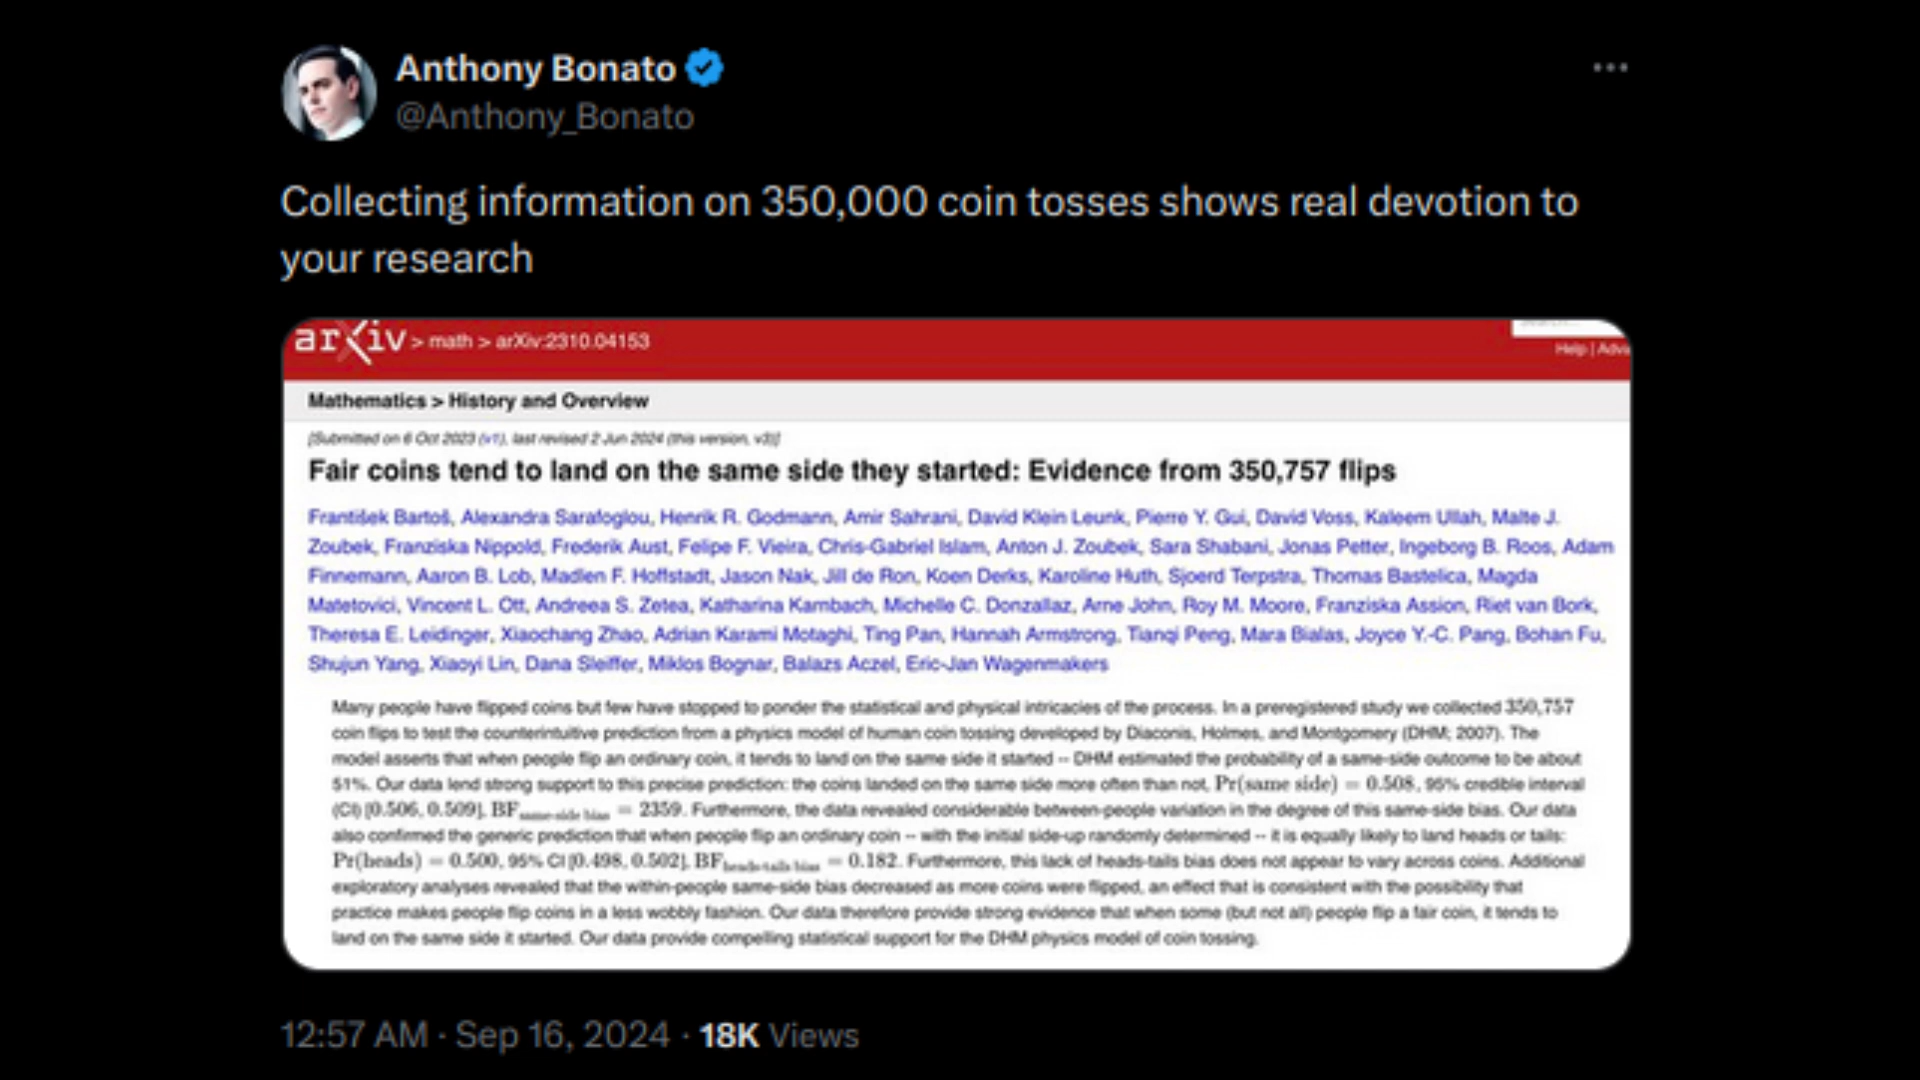 Anthony Bonato
@Anthony_Bonato
Collecting information on 350,000 coin tosses shows real devotion to
your research
arXiv > math > arXiv:2310.04153
Help | Adva
Mathematics > History and Overview
[Submitted on 6 Oct 2023 (v1), last revised 2 Jun 2024 (this version, v3)]
Fair coins tend to land on the same side they started: Evidence from 350,757 flips
František Bartoš, Alexandra Sarafoglou, Henrik R. Godmann, Amir Sahrani, David Klein Leunk, Pierre Y. Gui, David Voss, Kaleem Ullah, Malte J.
Zoubek, Franziska Nippold, Frederik Aust, Felipe F. Vieira, Chris-Gabriel Islam, Anton J. Zoubek, Sara Shabani, Jonas Petter, Ingeborg B. Roos, Adam
Finnemann, Aaron B. Lob, Madlen F. Hoffstadt, Jason Nak, Jill de Ron, Koen Derks, Karoline Huth, Sjoerd Terpstra, Thomas Bastelica, Magda
Matetovici, Vincent L. Ott, Andreea S. Zetea, Katharina Karnbach, Michelle C. Donzallaz, Arne John, Roy M. Moore, Franziska Assion, Riet van Bork,
Theresa E. Leidinger, Xiaochang Zhao, Adrian Karami Motaghi, Ting Pan, Hannah Armstrong, Tianqi Peng, Mara Bialas, Joyce Y.-C. Pang, Bohan Fu,
Shujun Yang, Xiaoyi Lin, Dana Sleiffer, Miklos Bognar, Balazs Aczel, Eric-Jan Wagenmakers
Many people have flipped coins but few have stopped to ponder the statistical and physical intricacies of the process. In a preregistered study we collected 350,757
coin flips to test the counterintuitive prediction from a physics model of human coin tossing developed by Diaconis, Holmes, and Montgomery (DHM; 2007). The
model asserts that when people flip an ordinary coin, it tends to land on the same side it started -- DHM estimated the probability of a same-side outcome to be about
51%. Our data lend strong support to this precise prediction: the coins landed on the same side more often than not, Pr(same side) = 0.508, 95% credible interval
(CI) [0.506, 0.509], BF_same-side bias = 2359. Furthermore, the data revealed considerable between-people variation in the degree of this same-side bias. Our data
also confirmed the generic prediction that when people flip an ordinary coin -- with the initial side-up randomly determined -- it is equally likely to land heads or tails:
Pr(heads) = 0.500, 95% CI [0.498, 0.502], BF_heads-tails bias = 0.182. Furthermore, this lack of heads-tails bias does not appear to vary across coins. Additional
exploratory analyses revealed that the within-people same-side bias decreased as more coins were flipped, an effect that is consistent with the possibility that
practice makes people flip coins in a less wobbly fashion. Our data therefore provide strong evidence that when some (but not all) people flip a fair coin, it tends to
land on the same side it started. Our data provide compelling statistical support for the DHM physics model of coin tossing.
12:57 AM · Sep 16, 2024 · 18K Views